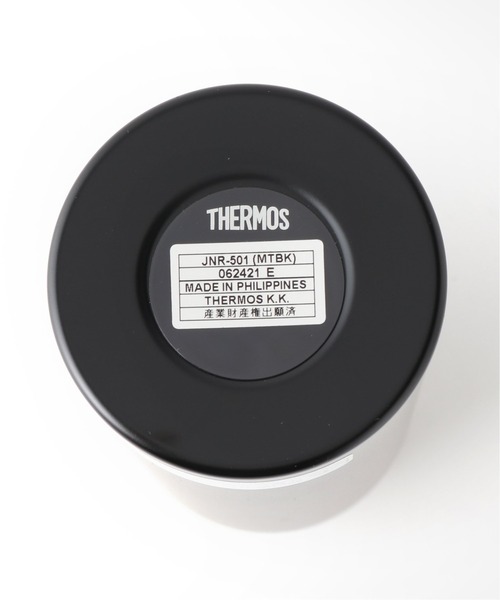 THERMOS
JNR-501 (MTBK)
062421 E
MADE IN PHILIPPINES
THERMOS K.K.
産業財産権出願済